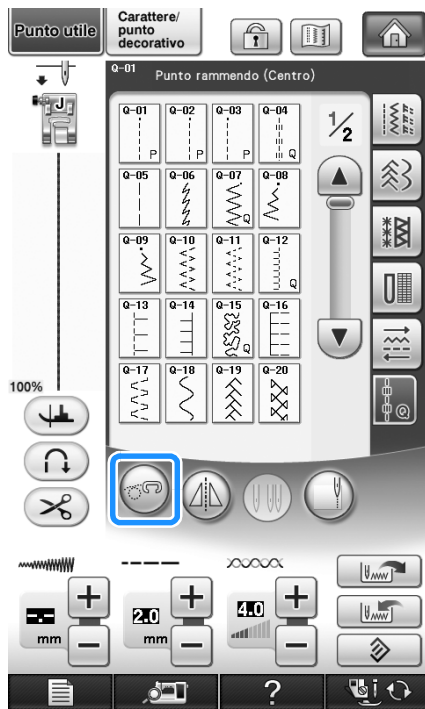 Punto utile
Carattere/
punto
decorativo
Q-01
Punto rammendo (Centro)
J
Q-01 Q-02 Q-03 Q-04
P P P Q
1/2
Q-05 Q-06 Q-07 Q-08
Q
Q-09 Q-10 Q-11 Q-12
Q
Q-13 Q-14 Q-15 Q-16
Q
Q-17 Q-18 Q-19 Q-20
Q
100%
2.0
4.0
mm
mm
?